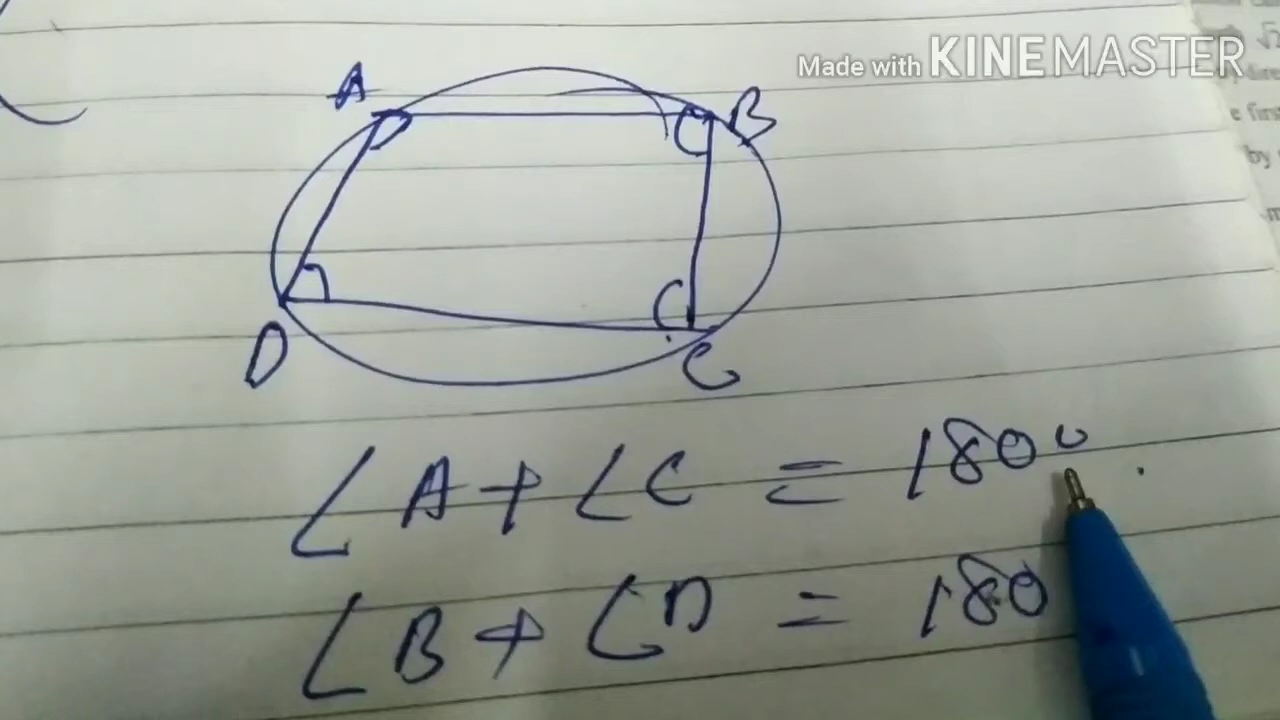 Made with KINEMASTER
A B
D C
∠A + ∠C = 180°
∠B + ∠D = 180